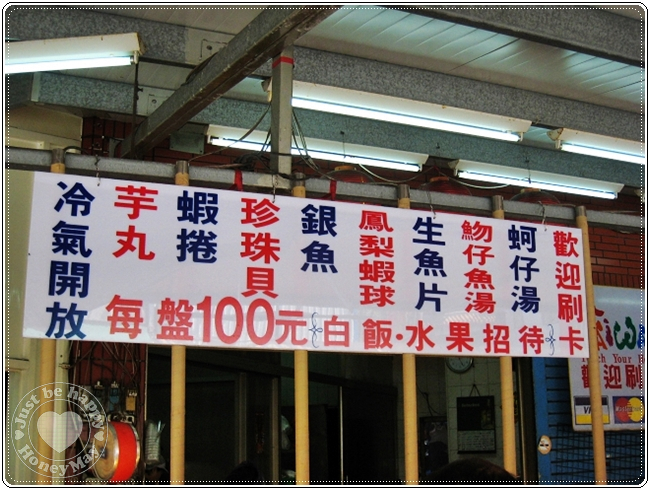 冷氣開放
芋丸
蝦捲
珍珠貝
銀魚
鳳梨蝦球
生魚片
魩仔魚湯
蚵仔湯
歡迎刷卡
每盤100元 白飯·水果招待
歡迎刷
VISA
Just be happy
HoneyMan